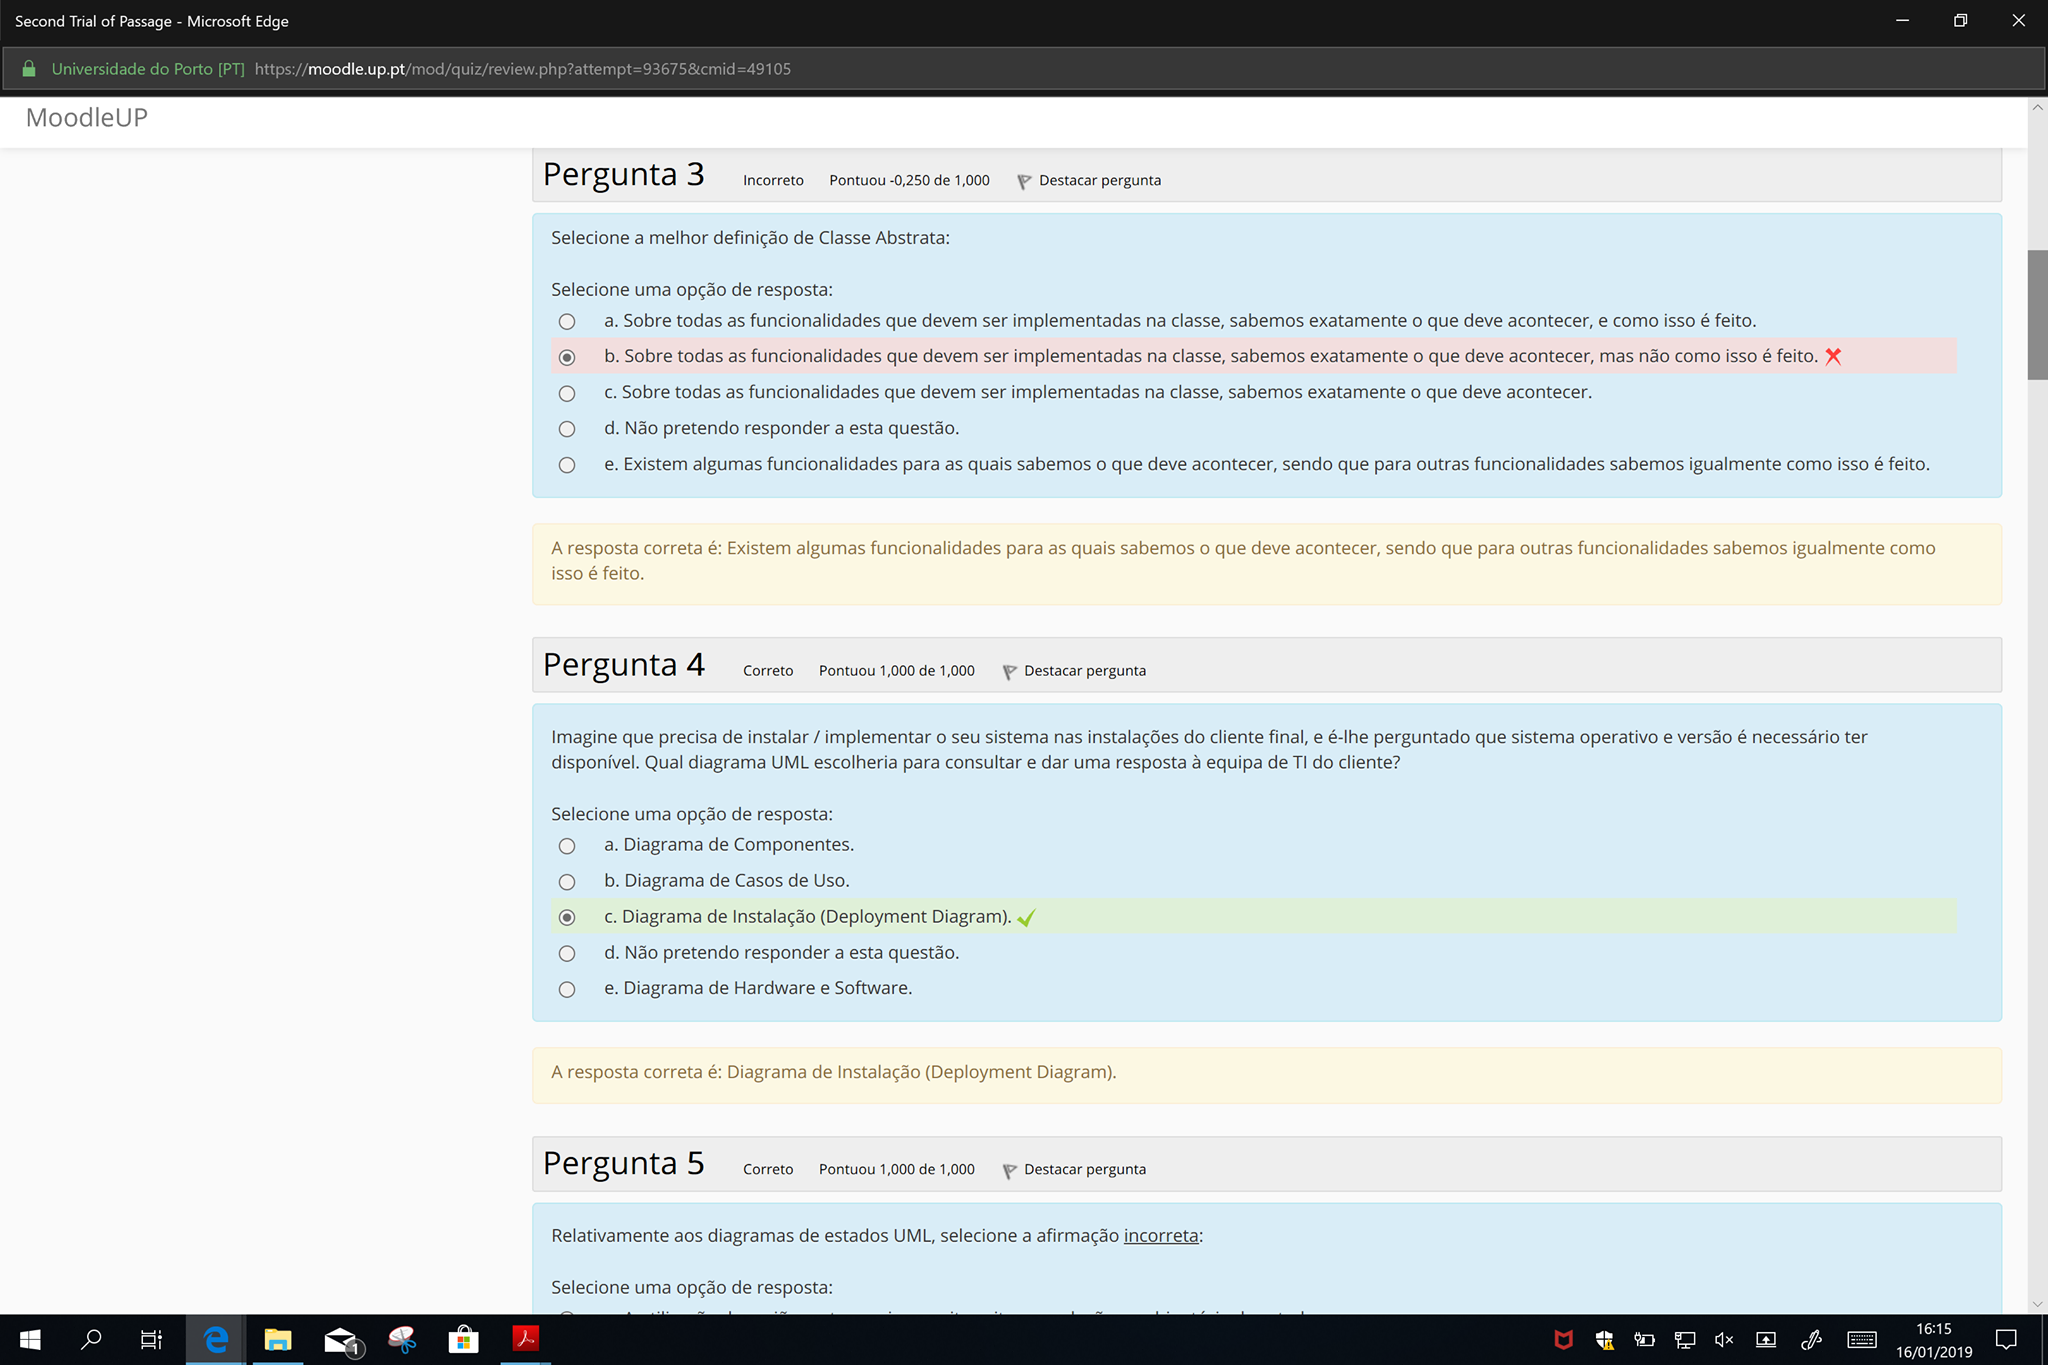 Second Trial of Passage - Microsoft Edge
Universidade do Porto [PT] https://moodle.up.pt/mod/quiz/review.php?attempt=93675&cmid=49105
MoodleUP
Pergunta 3 Incorreto Pontuou -0,250 de 1,000 Destacar pergunta
Selecione a melhor definição de Classe Abstrata:
Selecione uma opção de resposta:
a. Sobre todas as funcionalidades que devem ser implementadas na classe, sabemos exatamente o que deve acontecer, e como isso é feito.
b. Sobre todas as funcionalidades que devem ser implementadas na classe, sabemos exatamente o que deve acontecer, mas não como isso é feito.
c. Sobre todas as funcionalidades que devem ser implementadas na classe, sabemos exatamente o que deve acontecer.
d. Não pretendo responder a esta questão.
e. Existem algumas funcionalidades para as quais sabemos o que deve acontecer, sendo que para outras funcionalidades sabemos igualmente como isso é feito.
A resposta correta é: Existem algumas funcionalidades para as quais sabemos o que deve acontecer, sendo que para outras funcionalidades sabemos igualmente como
isso é feito.
Pergunta 4 Correto Pontuou 1,000 de 1,000 Destacar pergunta
Imagine que precisa de instalar / implementar o seu sistema nas instalações do cliente final, e é-lhe perguntado que sistema operativo e versão é necessário ter
disponível. Qual diagrama UML escolheria para consultar e dar uma resposta à equipa de TI do cliente?
Selecione uma opção de resposta:
a. Diagrama de Componentes.
b. Diagrama de Casos de Uso.
c. Diagrama de Instalação (Deployment Diagram).
d. Não pretendo responder a esta questão.
e. Diagrama de Hardware e Software.
A resposta correta é: Diagrama de Instalação (Deployment Diagram).
Pergunta 5 Correto Pontuou 1,000 de 1,000 Destacar pergunta
Relativamente aos diagramas de estados UML, selecione a afirmação incorreta:
Selecione uma opção de resposta:
1
16:15
16/01/2019